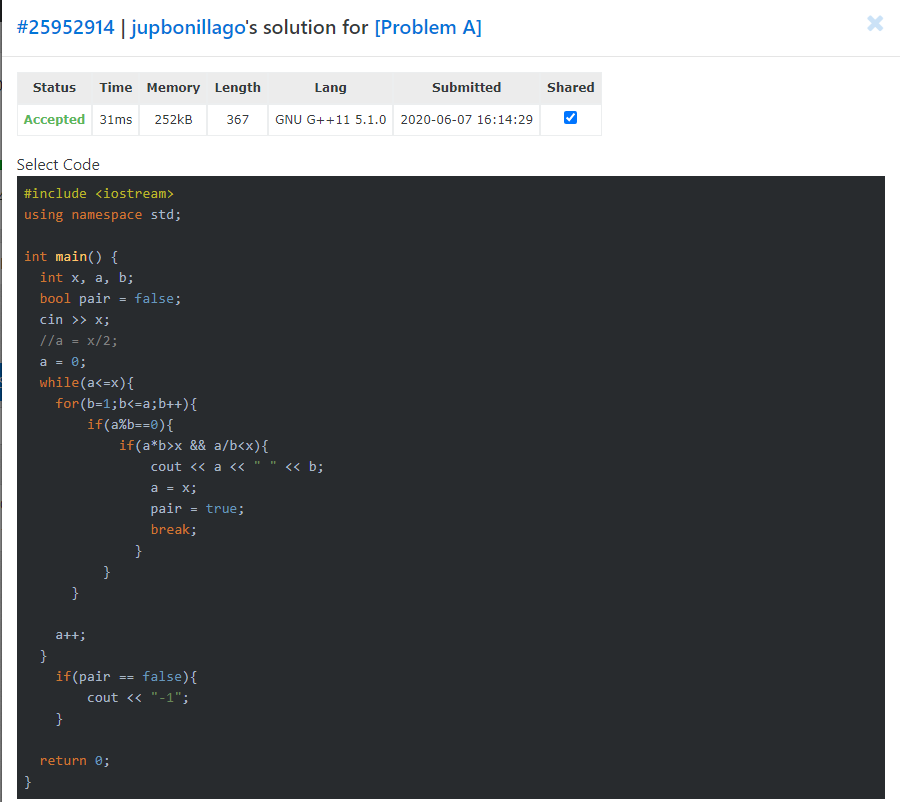 #25952914 | jupbonillago's solution for [Problem A]
Status Time Memory Length Lang Submitted Shared
Accepted 31ms 252kB 367 GNU G++11 5.1.0 2020-06-07 16:14:29
Select Code
#include <iostream>
using namespace std;
int main() {
  int x, a, b;
  bool pair = false;
  cin >> x;
  //a = x/2;
  a = 0;
  while(a<=x){
    for(b=1;b<=a;b++){
        if(a%b==0){
            if(a*b>x && a/b<x){
                cout << a << " " << b;
                a = x;
                pair = true;
                break;
              }
          }
      }
    a++;
  }
    if(pair == false){
        cout << "-1";
    }
  return 0;
}